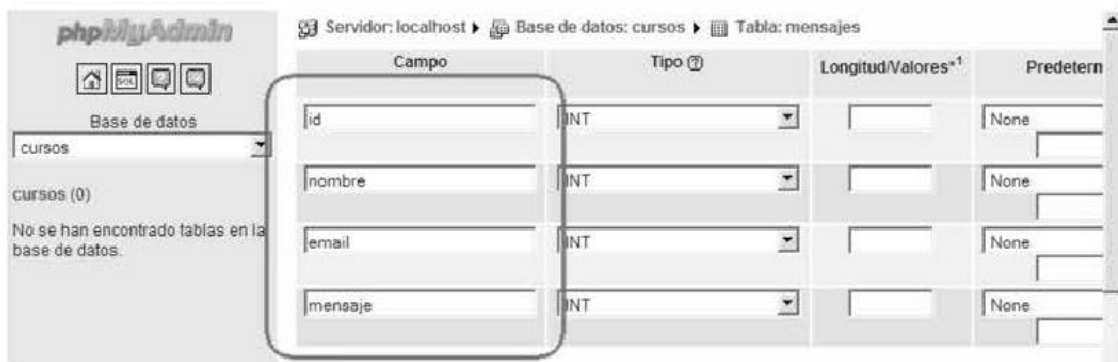 phpMyAdmin
Base de datos
cursos
cursos (0)
No se han encontrado tablas en la
base de datos.
Servidor: localhost Base de datos: cursos Tabla: mensajes
Campo Tipo Longitud/Valores*1 Predeterm
id INT None
nombre INT None
email INT None
mensaje INT None